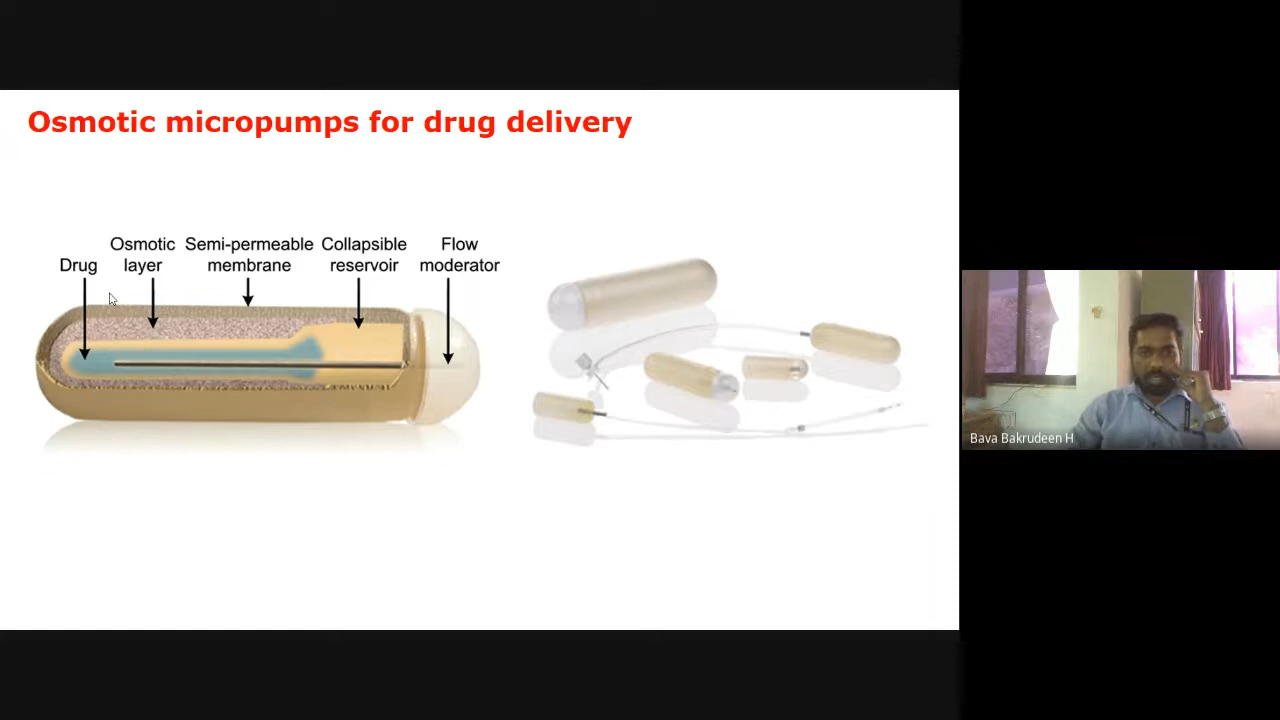 Osmotic micropumps for drug delivery
Drug
Osmotic
layer
Semi-permeable
membrane
Collapsible
reservoir
Flow
moderator
Bava Bakrudeen H